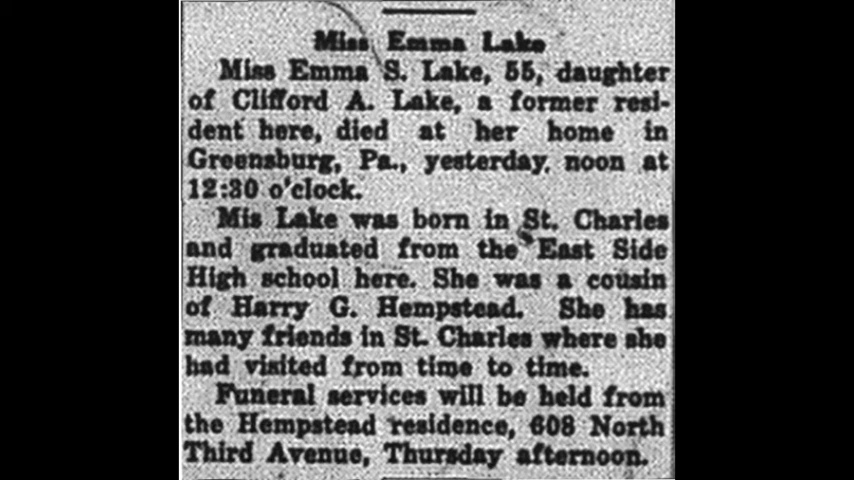 Miss Emma Lake
Miss Emma S. Lake, 55, daughter
of Clifford A. Lake, a former resi-
dent here, died at her home in
Greensburg, Pa., yesterday noon at
12:30 o'clock.
Mis Lake was born in St. Charles
and graduated from the East Side
High school here. She was a cousin
of Harry G. Hempstead. She has
many friends in St. Charles where she
had visited from time to time.
Funeral services will be held from
the Hempstead residence, 608 North
Third Avenue, Thursday afternoon.